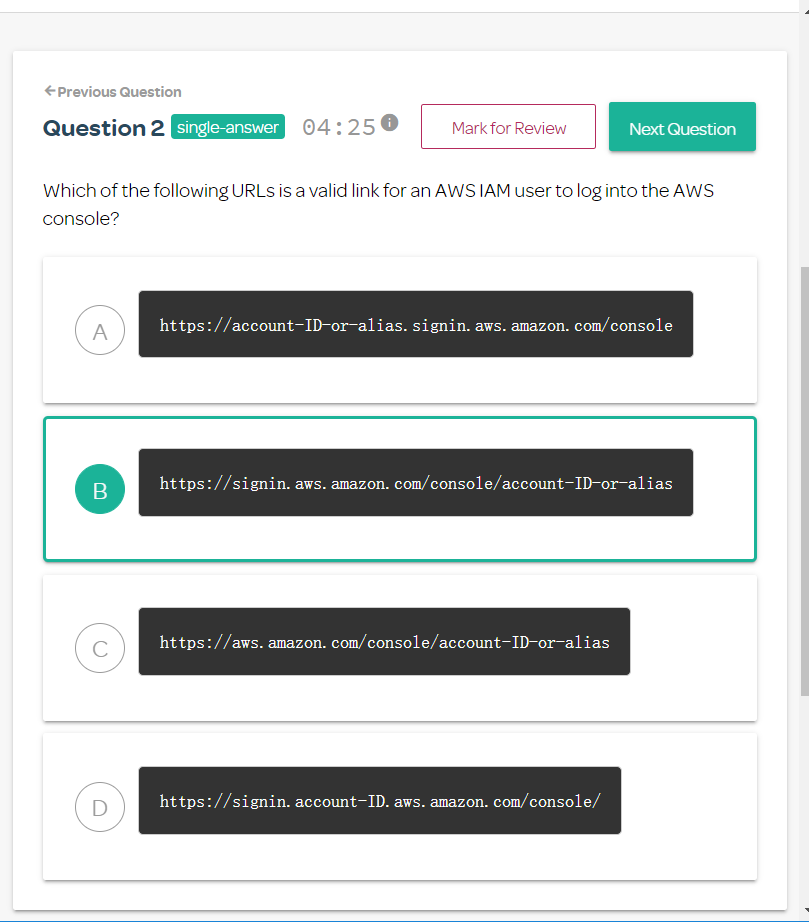 ←Previous Question
Question 2 single-answer 04:25 i Mark for Review Next Question
Which of the following URLs is a valid link for an AWS IAM user to log into the AWS
console?
A https://account-ID-or-alias.signin.aws.amazon.com/console
B https://signin.aws.amazon.com/console/account-ID-or-alias
C https://aws.amazon.com/console/account-ID-or-alias
D https://signin.account-ID.aws.amazon.com/console/